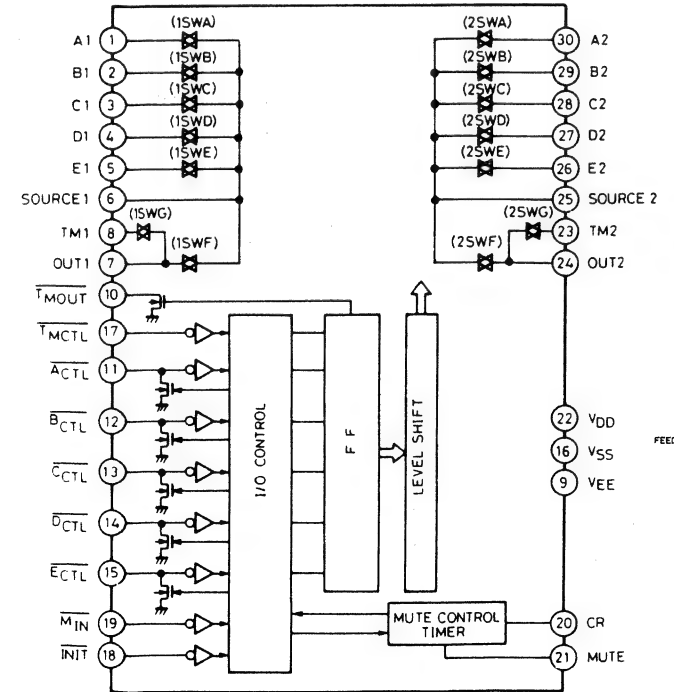 (1SWA) (2SWA)
A1 1 30 A2
(1SWB) (2SWB)
B1 2 29 B2
(1SWC) (2SWC)
C1 3 28 C2
(1SWD) (2SWD)
D1 4 27 D2
(1SWE) (2SWE)
E1 5 26 E2
SOURCE1 6 25 SOURCE 2
(1SWG) (2SWG)
TM1 8 23 TM2
(1SWF) (2SWF)
OUT1 7 24 OUT2
TMOUT 10
TMCTL 17
ACTL 11
BCTL 12
CCTL 13
DCTL 14
ECTL 15
MIN 19
INIT 18
I/O CONTROL
F F
LEVEL SHIFT
22 VDD
16 VSS
9 VEE
FEED
MUTE CONTROL
TIMER
20 CR
21 MUTE